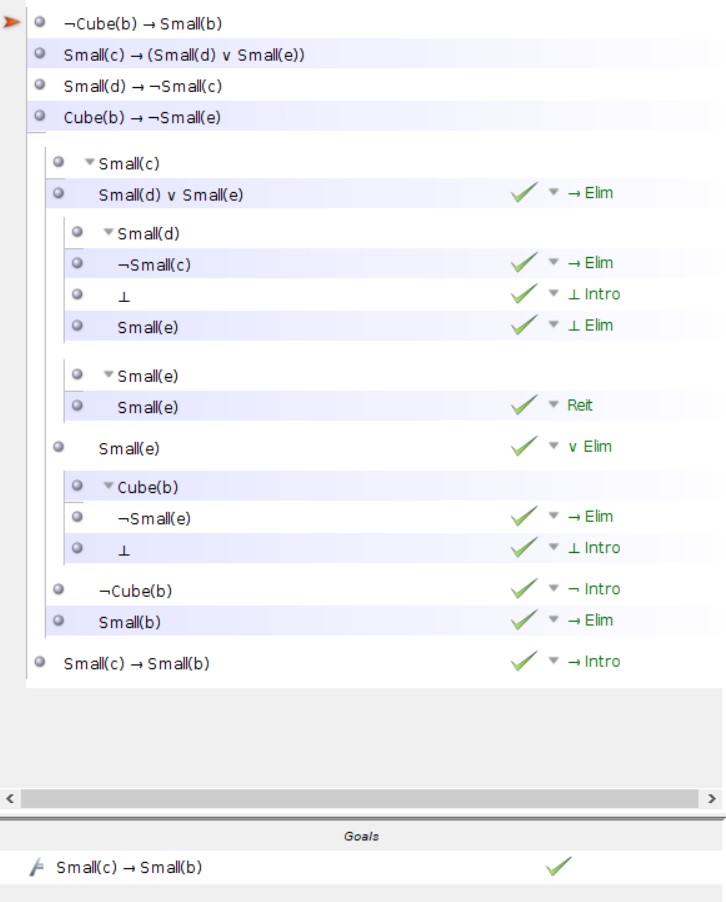 ¬Cube(b) → Small(b)
Small(c) → (Small(d) ∨ Small(e))
Small(d) → ¬Small(c)
Cube(b) → ¬Small(e)
Small(c)
Small(d) ∨ Small(e) → Elim
Small(d)
¬Small(c) → Elim
⊥ ⊥ Intro
Small(e) ⊥ Elim
Small(e)
Small(e) Reit
Small(e) ∨ Elim
Cube(b)
¬Small(e) → Elim
⊥ ⊥ Intro
¬Cube(b) ¬ Intro
Small(b) → Elim
Small(c) → Small(b) → Intro
Goals
Small(c) → Small(b)